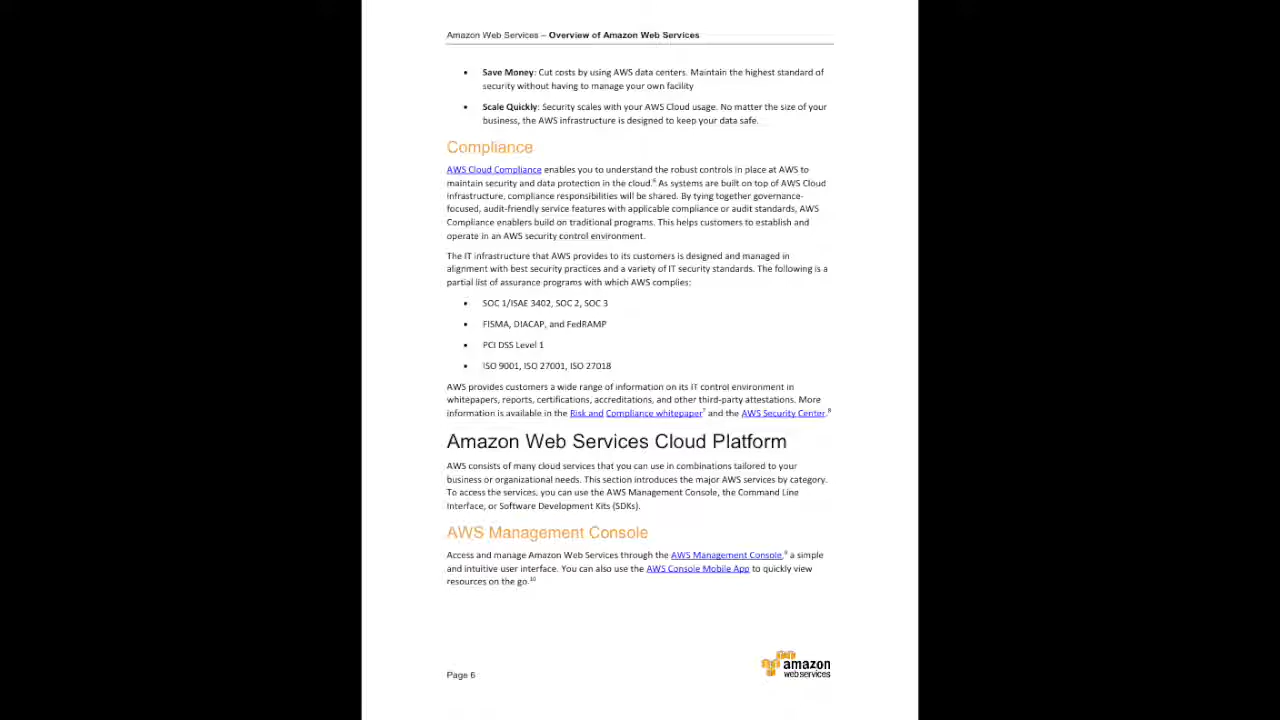 Amazon Web Services – Overview of Amazon Web Services
• Save Money: Cut costs by using AWS data centers. Maintain the highest standard of
security without having to manage your own facility
• Scale Quickly: Security scales with your AWS Cloud usage. No matter the size of your
business, the AWS infrastructure is designed to keep your data safe.
Compliance
AWS Cloud Compliance enables you to understand the robust controls in place at AWS to
maintain security and data protection in the cloud.⁶ As systems are built on top of AWS Cloud
infrastructure, compliance responsibilities will be shared. By tying together governance-
focused, audit-friendly service features with applicable compliance or audit standards, AWS
Compliance enablers build on traditional programs. This helps customers to establish and
operate in an AWS security control environment.
The IT infrastructure that AWS provides to its customers is designed and managed in
alignment with best security practices and a variety of IT security standards. The following is a
partial list of assurance programs with which AWS complies:
• SOC 1/ISAE 3402, SOC 2, SOC 3
• FISMA, DIACAP, and FedRAMP
• PCI DSS Level 1
• ISO 9001, ISO 27001, ISO 27018
AWS provides customers a wide range of information on its IT control environment in
whitepapers, reports, certifications, accreditations, and other third-party attestations. More
information is available in the Risk and Compliance whitepaper⁷ and the AWS Security Center.⁸
Amazon Web Services Cloud Platform
AWS consists of many cloud services that you can use in combinations tailored to your
business or organizational needs. This section introduces the major AWS services by category.
To access the services, you can use the AWS Management Console, the Command Line
Interface, or Software Development Kits (SDKs).
AWS Management Console
Access and manage Amazon Web Services through the AWS Management Console,⁹ a simple
and intuitive user interface. You can also use the AWS Console Mobile App to quickly view
resources on the go.¹⁰
Page 6
amazon
webservices